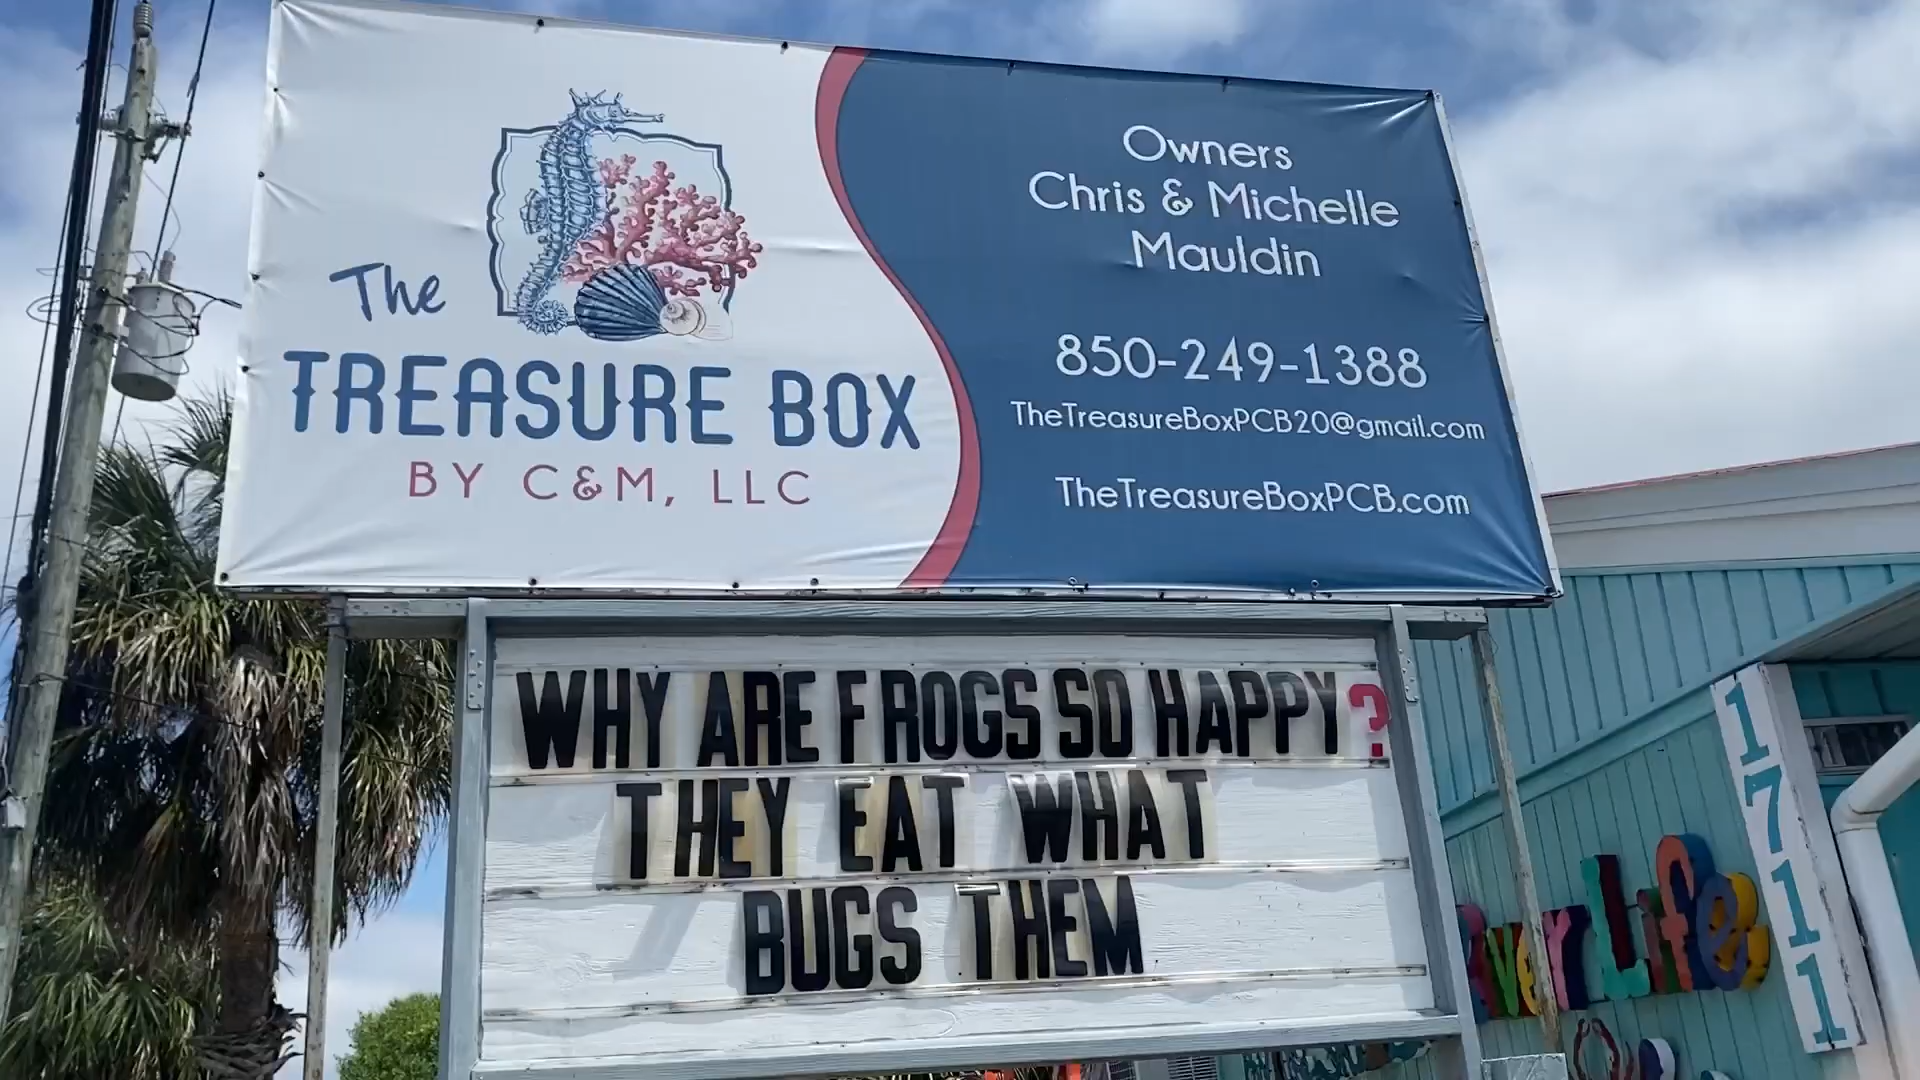 The
TREASURE BOX
BY C&M, LLC
Owners
Chris & Michelle
Mauldin
850-249-1388
TheTreasureBoxPCB20@gmail.com
TheTreasureBoxPCB.com
WHY ARE FROGS SO HAPPY?
THEY EAT WHAT
BUGS THEM
1711
Life